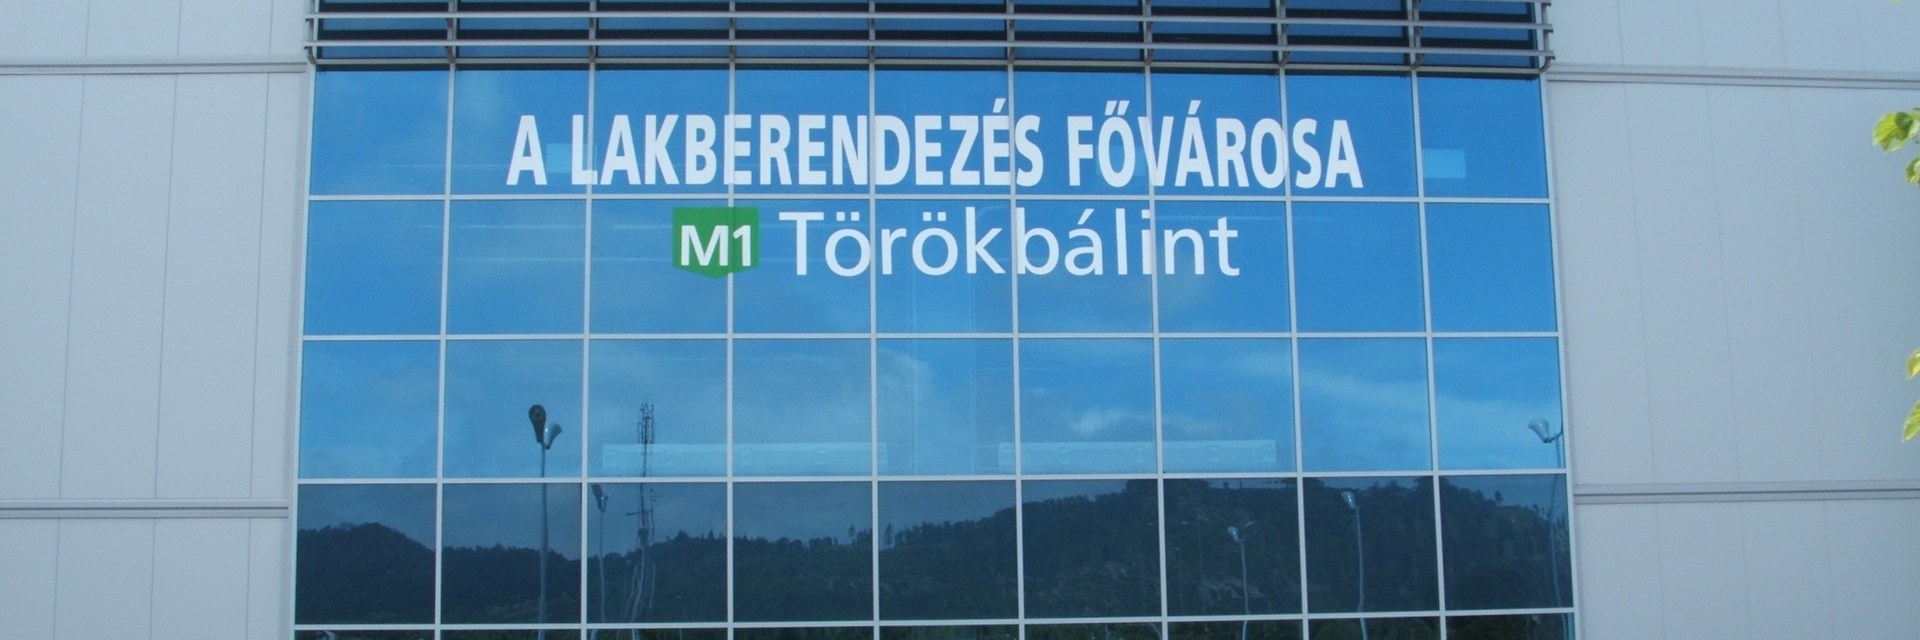 A LAKBERENDEZÉS FŐVÁROSA
M1 Törökbálint